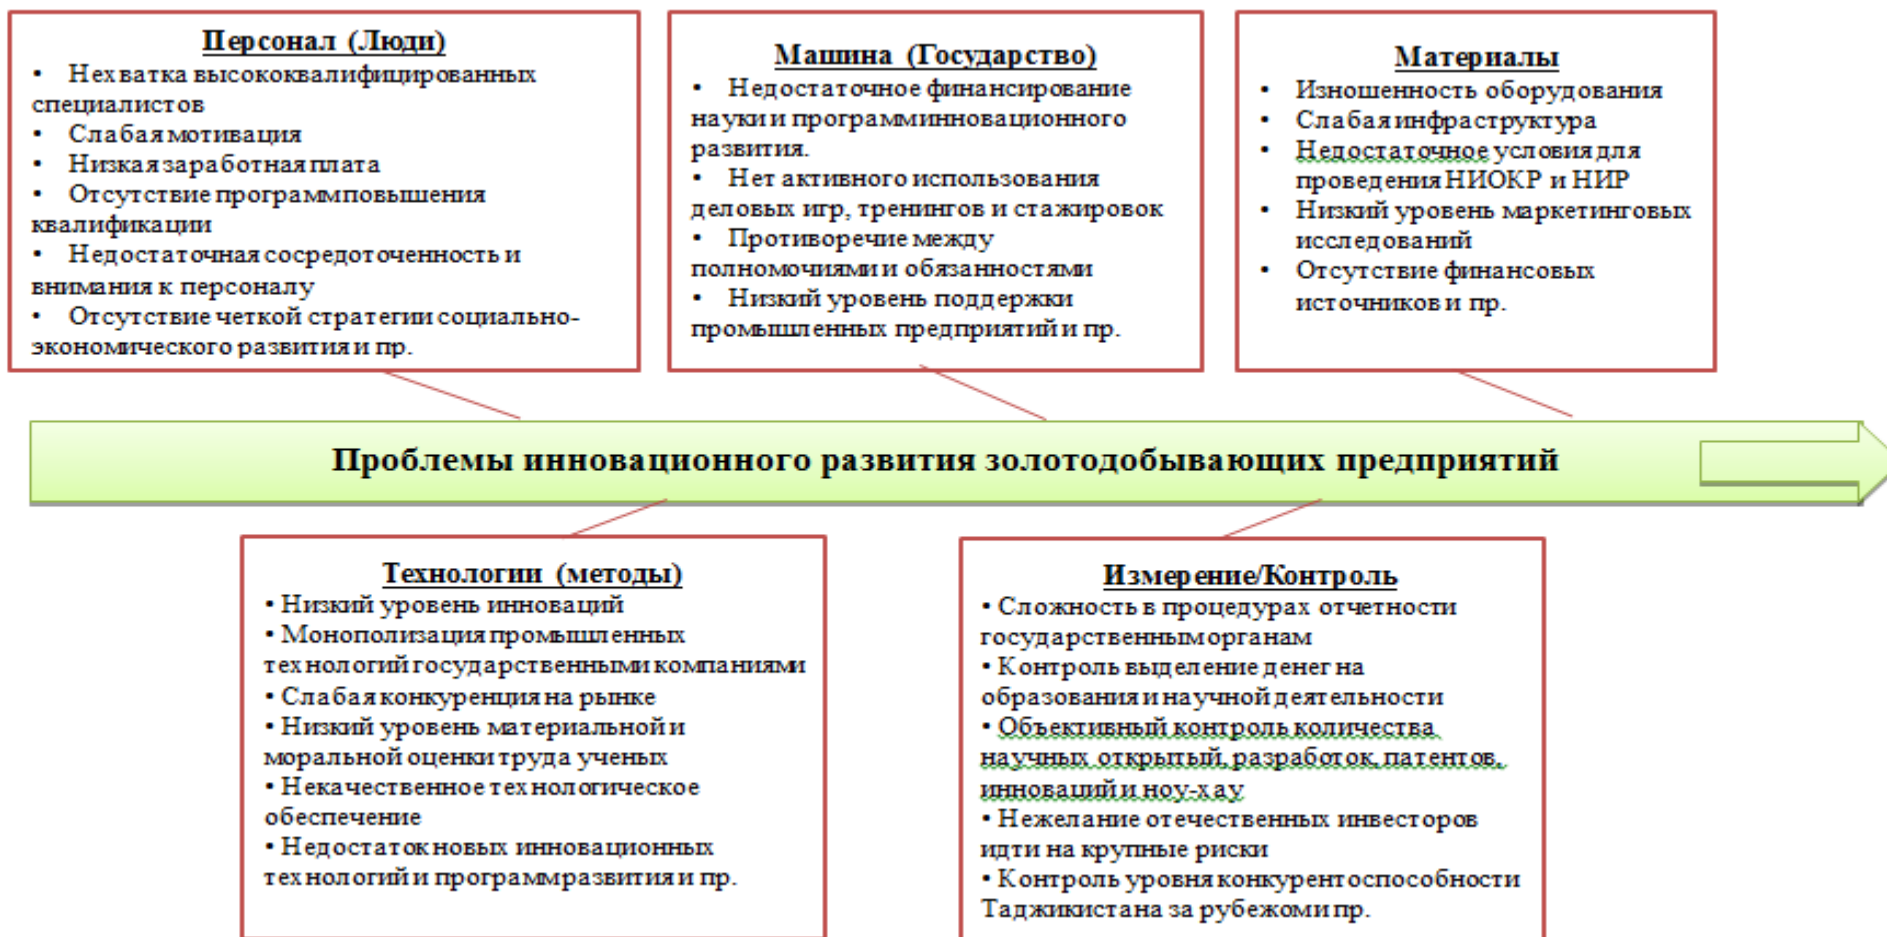 Персонал (Люди)
• Нехватка высококвалифицированных
специалистов
• Слабая мотивация
• Низкая заработная плата
• Отсутствие программ повышения
квалификации
• Недостаточная сосредоточенность и
внимания к персоналу
• Отсутствие четкой стратегии социально-
экономического развития и пр.
Машина (Государство)
• Недостаточное финансирование
науки и программ инновационного
развития.
• Нет активного использования
деловых игр, тренингов и стажировок
• Противоречие между
полномочиями и обязанностями
• Низкий уровень поддержки
промышленных предприятий и пр.
Материалы
• Изношенность оборудования
• Слабая инфраструктура
• Недостаточное условия для
проведения НИОКР и НИР
• Низкий уровень маркетинговых
исследований
• Отсутствие финансовых
источников и пр.
Проблемы инновационного развития золотодобывающих предприятий
Технологии (методы)
• Низкий уровень инноваций
• Монополизация промышленных
технологий государственными компаниями
• Слабая конкуренция на рынке
• Низкий уровень материальной и
моральной оценки труда ученых
• Некачественное технологическое
обеспечение
• Недостаток новых инновационных
технологий и программ развития и пр.
Измерение/Контроль
• Сложность в процедурах отчетности
государственным органам
• Контроль выделение денег на
образования и научной деятельности
• Объективный контроль количества
научных открытый, разработок, патентов,
инноваций и ноу-хау
• Нежелание отечественных инвесторов
идти на крупные риски
• Контроль уровня конкурентоспособности
Таджикистана за рубежом и пр.